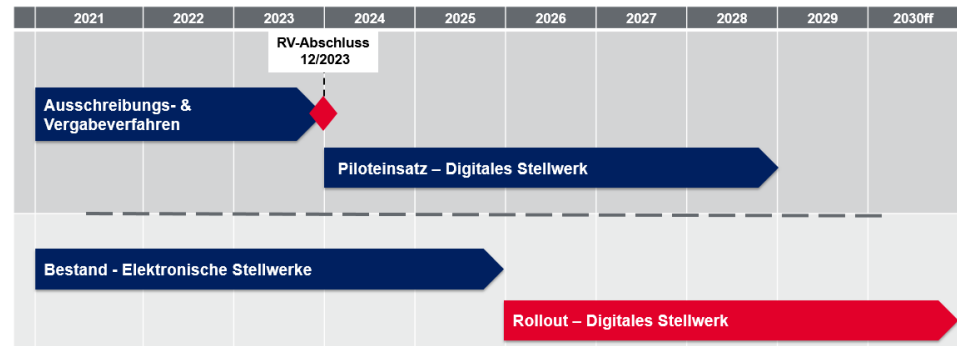 2021 2022 2023 2024 2025 2026 2027 2028 2029 2030ff
RV-Abschluss
12/2023
Ausschreibungs- &
Vergabeverfahren
Piloteinsatz – Digitales Stellwerk
Bestand - Elektronische Stellwerke
Rollout – Digitales Stellwerk